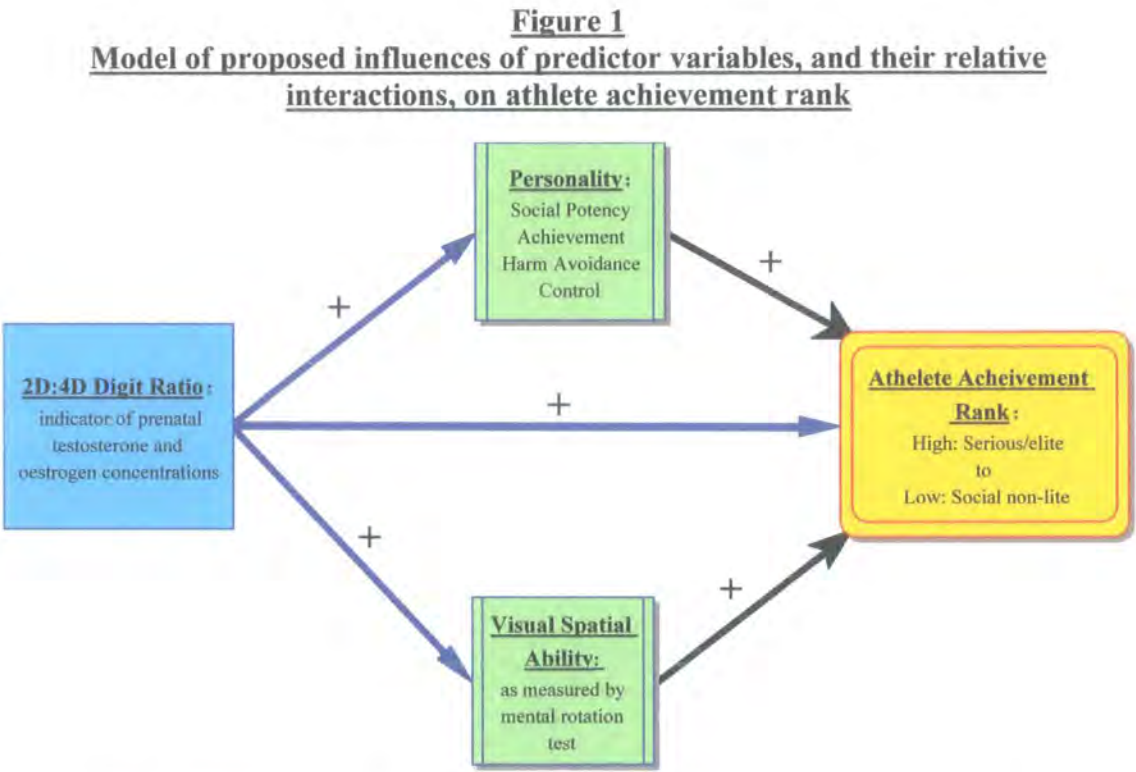 Figure 1
Model of proposed influences of predictor variables, and their relative
interactions, on athlete achievement rank
Personality:
Social Potency
Achievement
Harm Avoidance
Control
+
+
2D:4D Digit Ratio:
indicator of prenatal
testosterone and
oestrogen concentrations
+
Athelete Acheivement
Rank:
High: Serious/elite
to
Low: Social non-lite
+
+
Visual Spatial
Ability:
as measured by
mental rotation
test